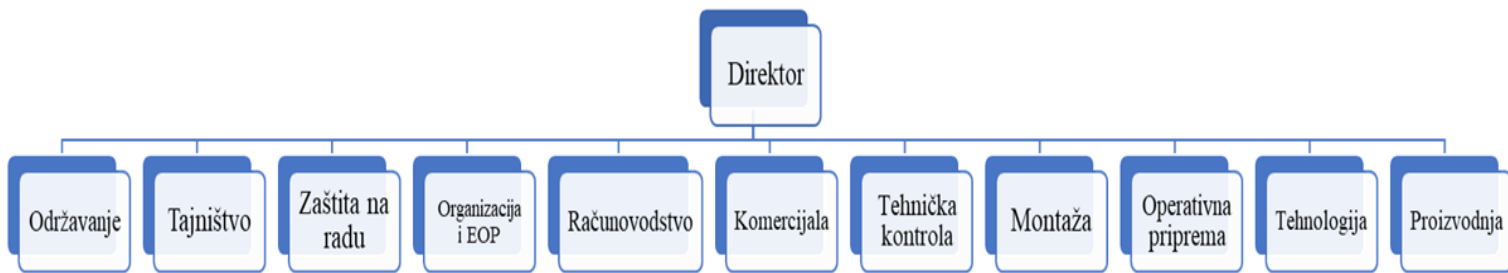 Direktor
Održavanje
Tajništvo
Zaštita na
radu
Organizacija
i EOP
Računovodstvo
Komercijala
Tehnička
kontrola
Montaža
Operativna
priprema
Tehnologija
Proizvodnja